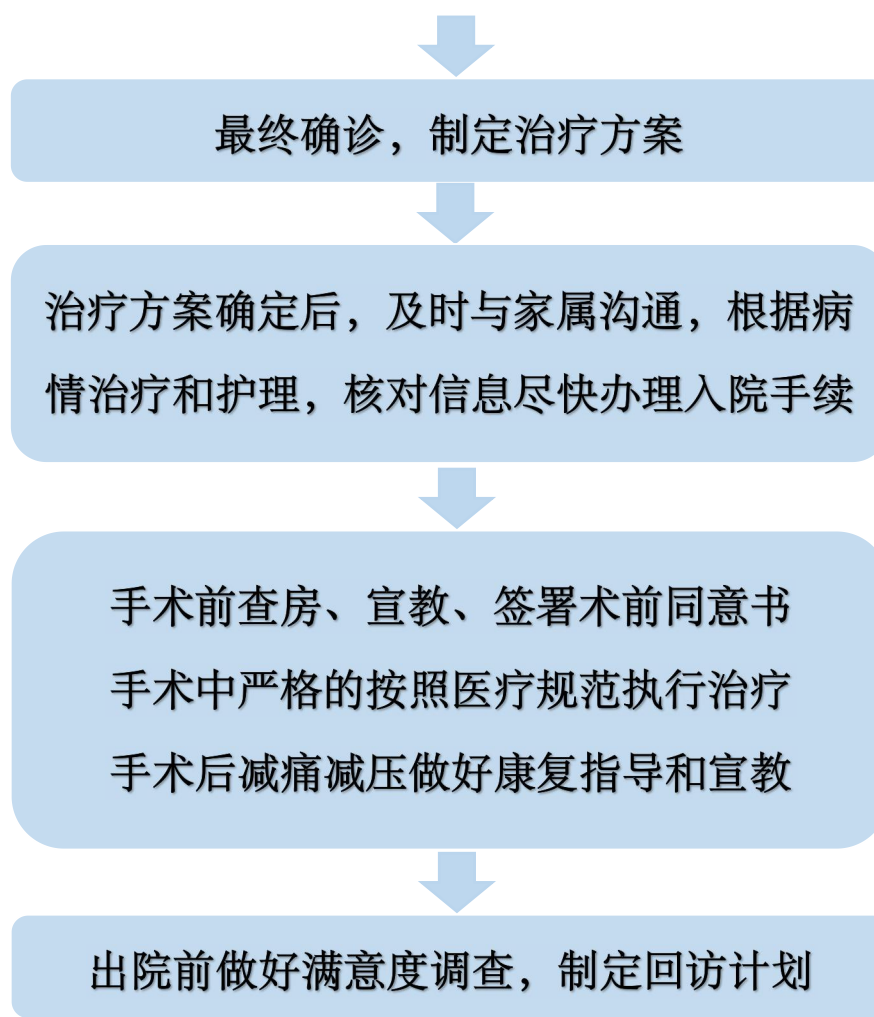 最终确诊，制定治疗方案
治疗方案确定后，及时与家属沟通，根据病
情治疗和护理，核对信息尽快办理入院手续
手术前查房、宣教、签署术前同意书
手术中严格的按照医疗规范执行治疗
手术后减痛减压做好康复指导和宣教
出院前做好满意度调查，制定回访计划